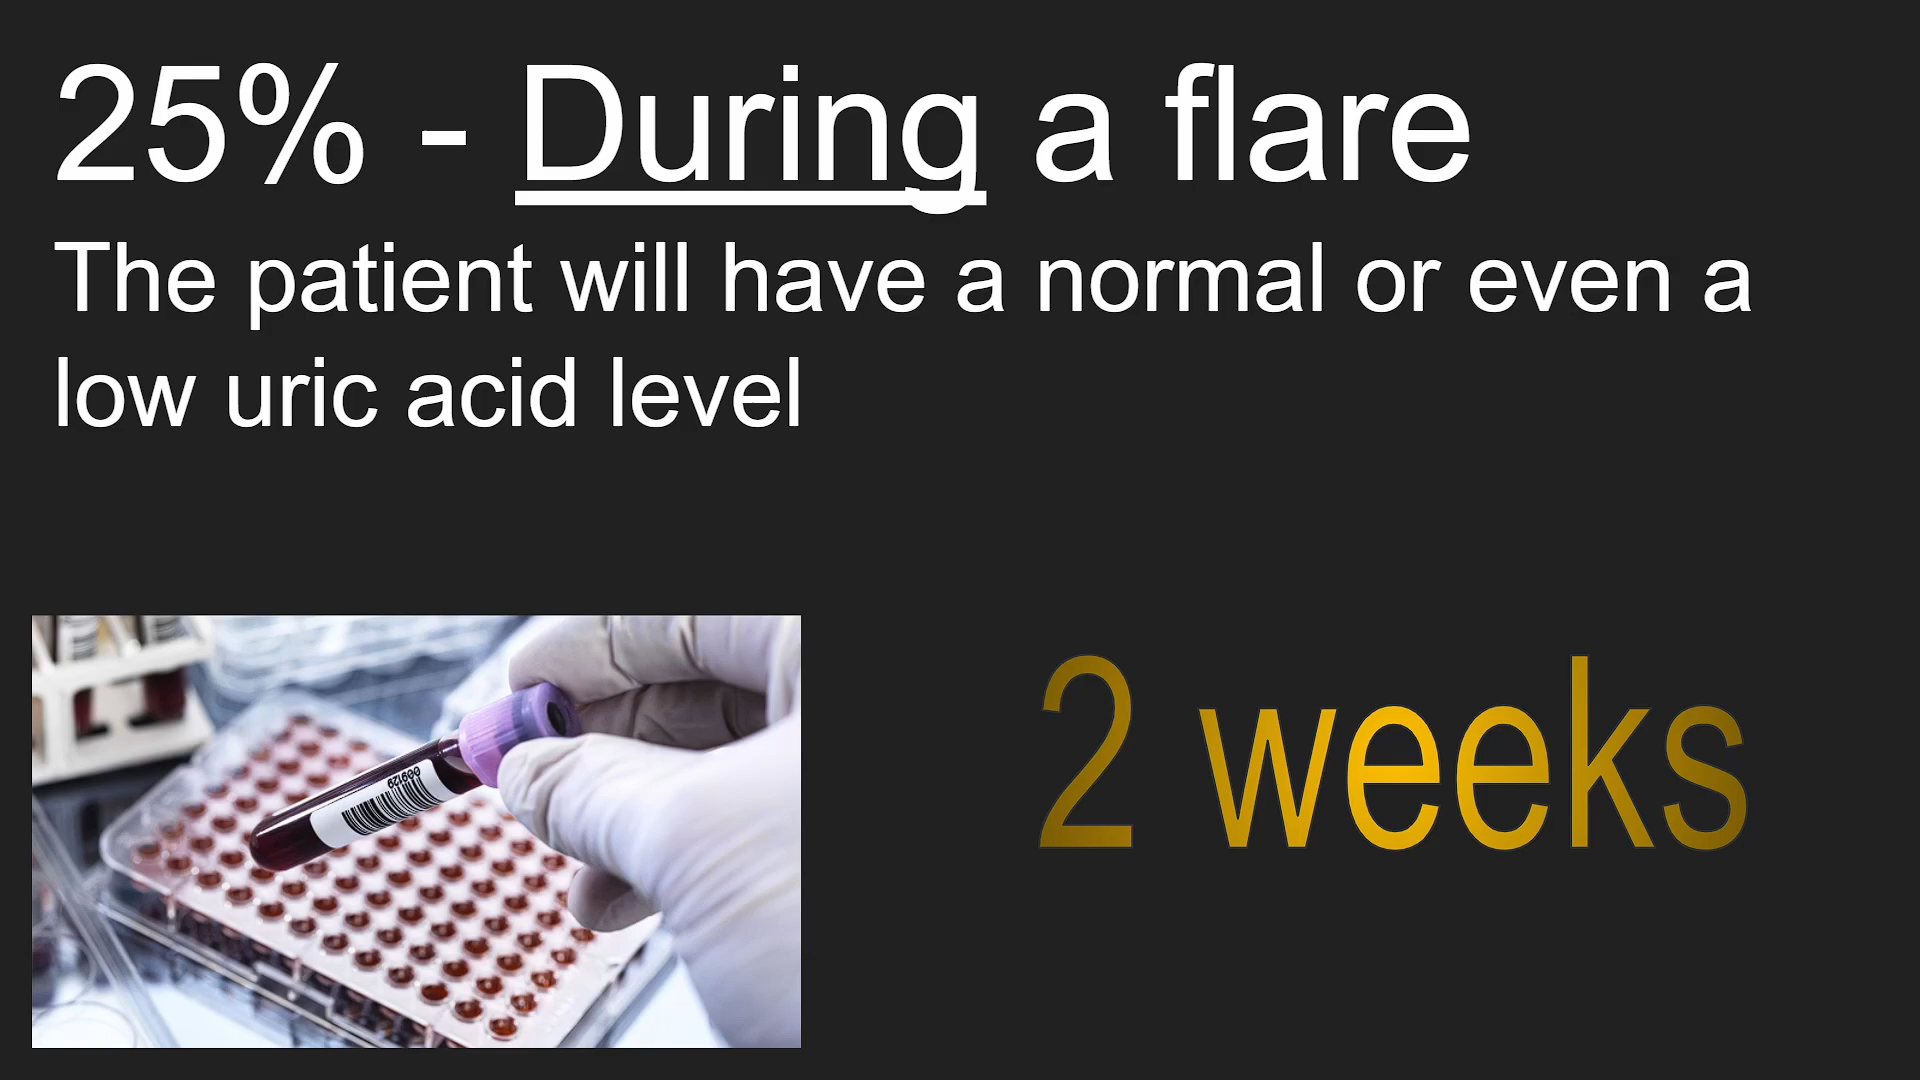 25% - During a flare
The patient will have a normal or even a
low uric acid level
2 weeks